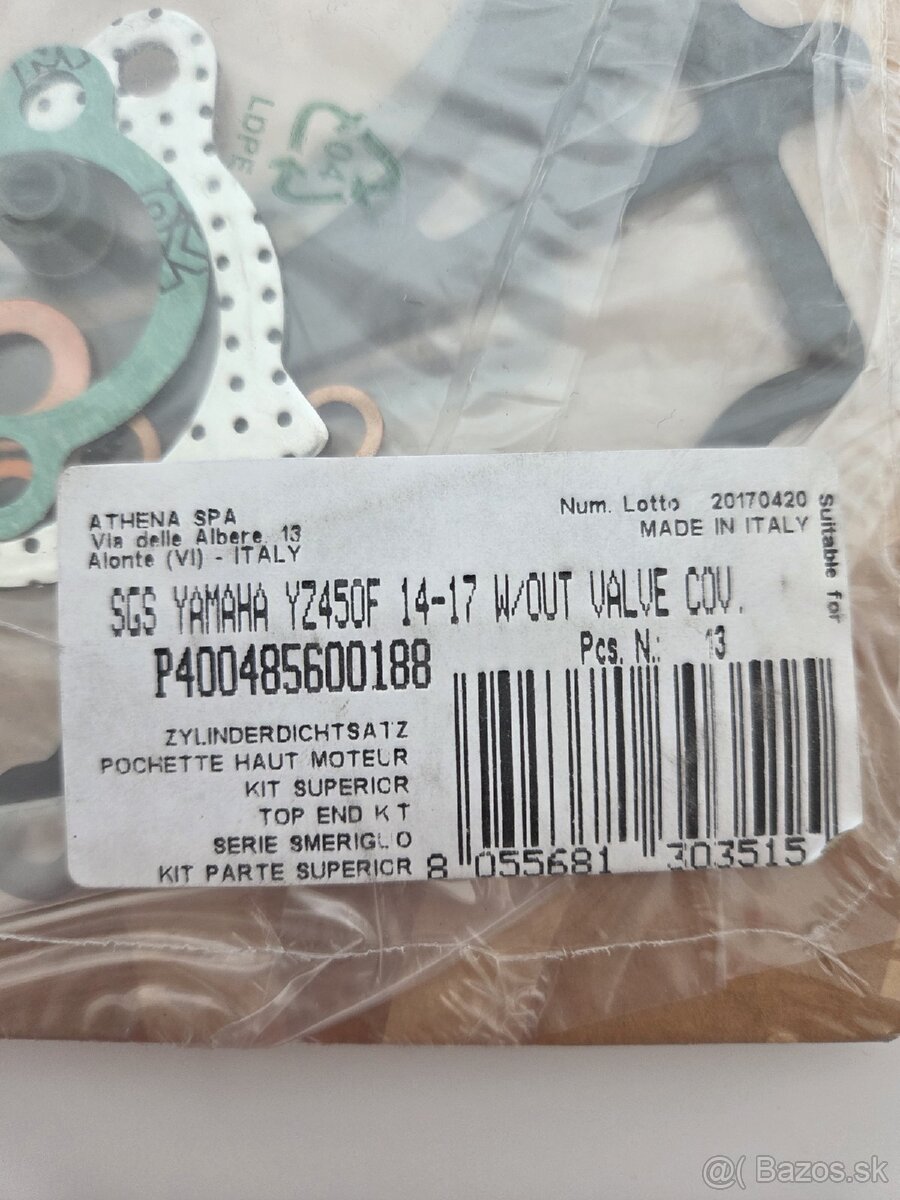 LDPE
04
ATHENA SPA
Via delle Albere, 13
Alonte (VI) - ITALY
Num. Lotto 20170420
MADE IN ITALY
Suitable for
SGS YAMAHA YZ450F 14-17 W/OUT VALVE COV.
P400485600188
Pcs. N.: 13
ZYLINDERDICHTSATZ
POCHETTE HAUT MOTEUR
KIT SUPERIOR
TOP END KIT
SERIE SMERIGLIO
KIT PARTE SUPERIOR
8 055681 303515
@( Bazos.sk